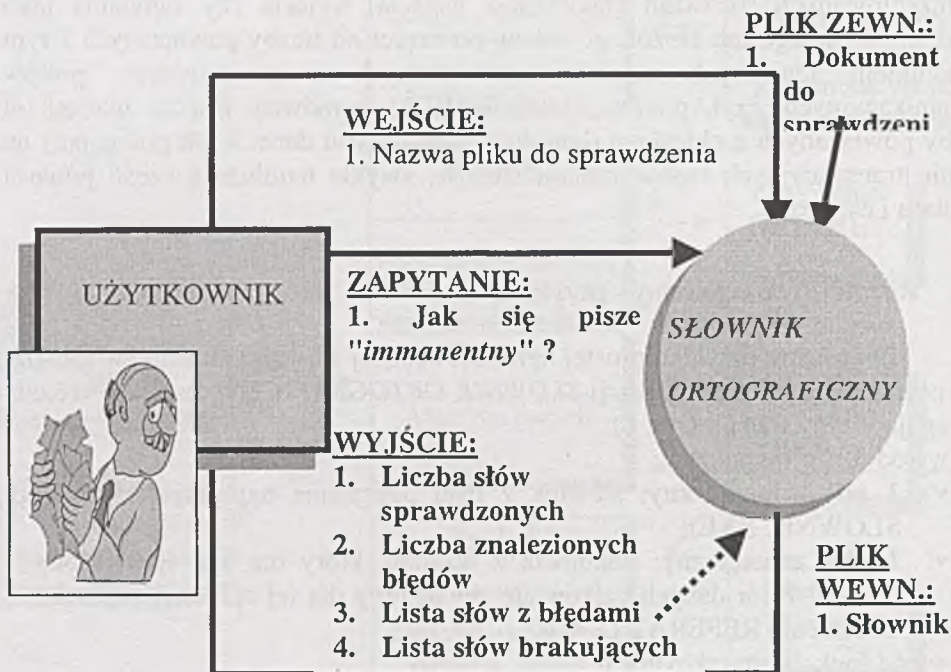 PLIK ZEWN.:
1. Dokument
do
sprawdzeni
WEJŚCIE:
1. Nazwa pliku do sprawdzenia
UŻYTKOWNIK
ZAPYTANIE:
1. Jak się pisze
"immanentny" ?
SŁOWNIK
ORTOGRAFICZNY
WYJŚCIE:
1. Liczba słów
sprawdzonych
2. Liczba znalezionych
błędów
3. Lista słów z błędami
4. Lista słów brakujących
PLIK
WEWN.:
1. Słownik